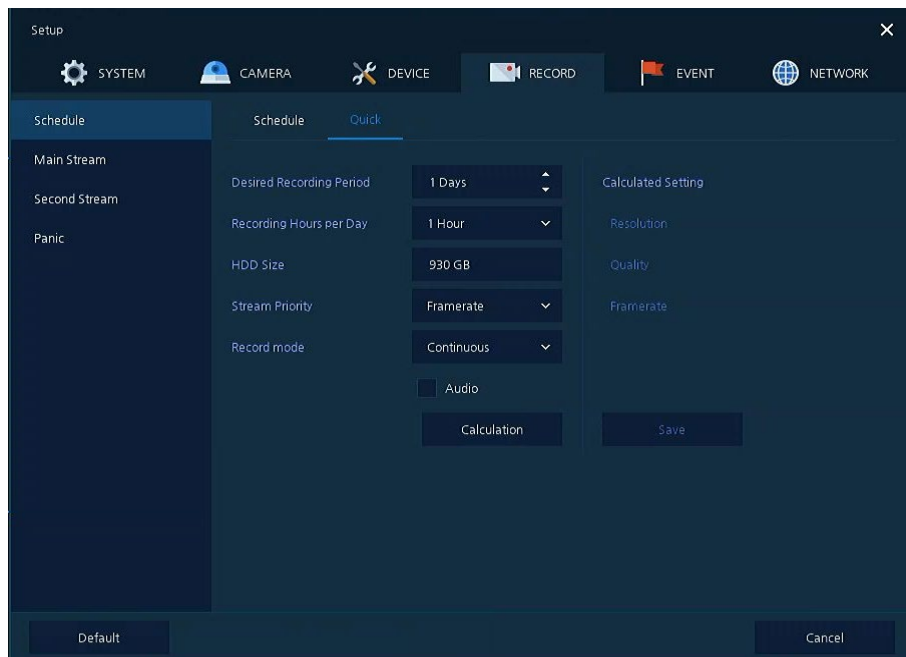 Setup
SYSTEM CAMERA DEVICE RECORD EVENT NETWORK
Schedule
Main Stream
Second Stream
Panic
Schedule Quick
Desired Recording Period 1 Days
Recording Hours per Day 1 Hour
HDD Size 930 GB
Stream Priority Framerate
Record mode Continuous
Audio
Calculation
Calculated Setting
Resolution
Quality
Framerate
Save
Default Cancel